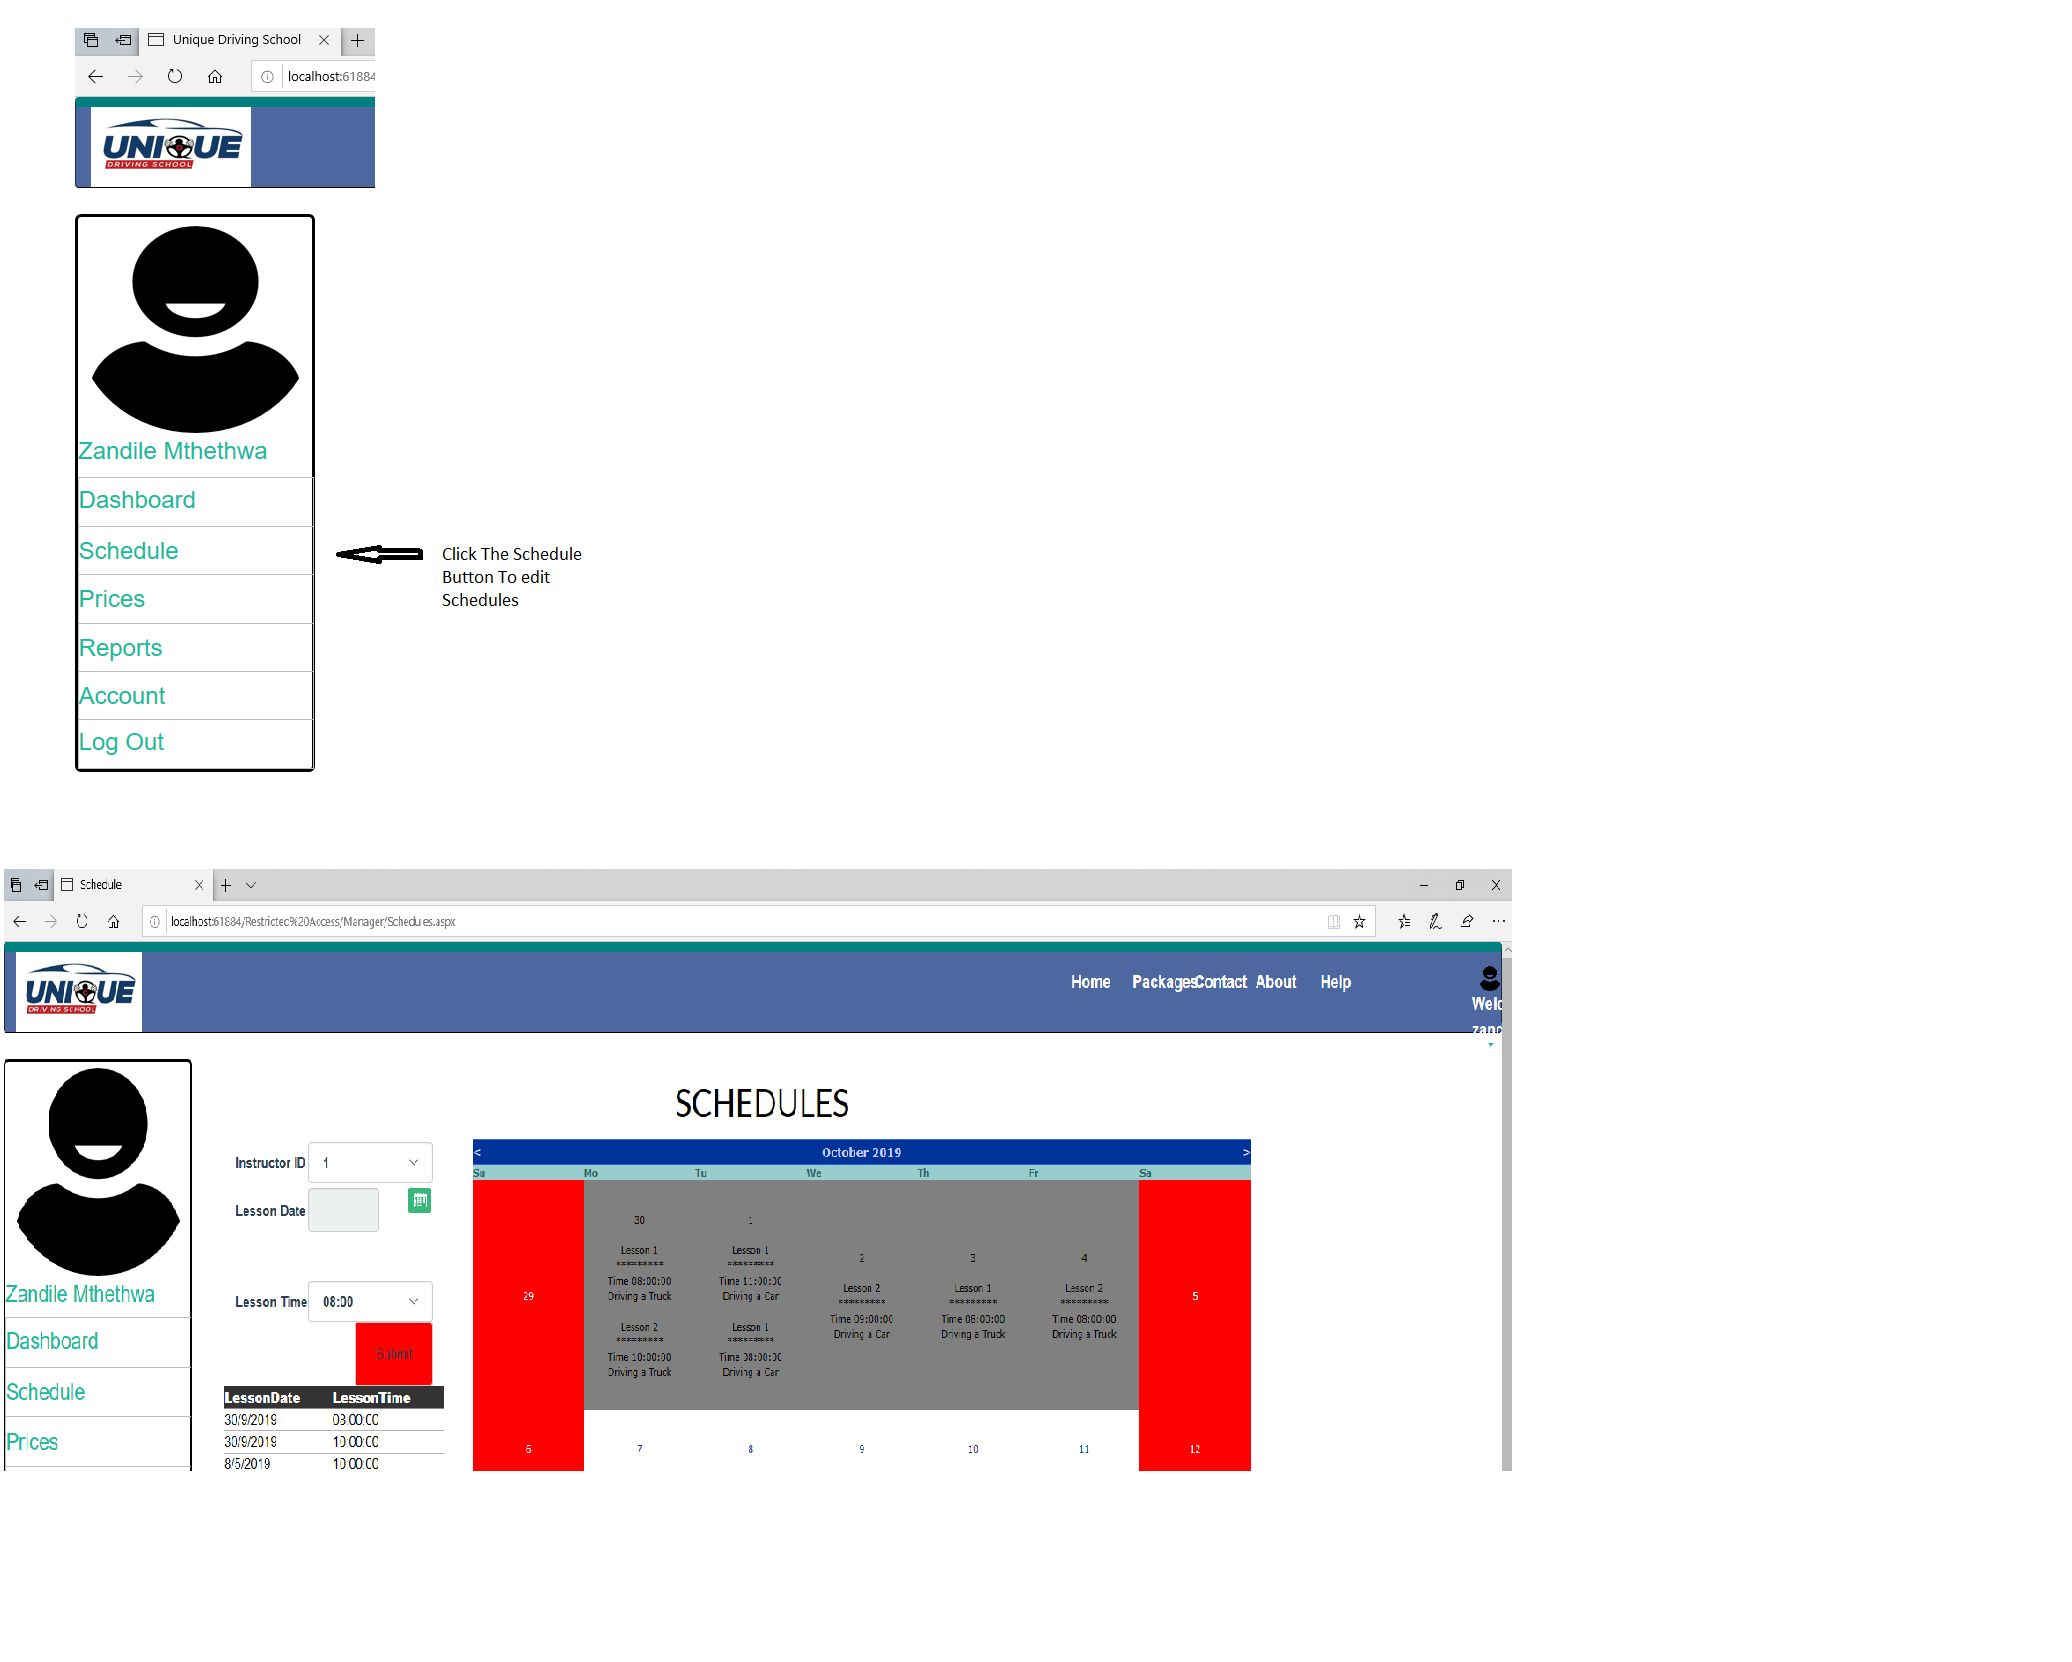 Unique Driving School
localhost:61884
UNIQUE
DRIVING SCHOOL
Zandile Mthethwa
Dashboard
Schedule
Prices
Reports
Account
Log Out
Click The Schedule
Button To edit
Schedules
Schedule
localhost:61884/Restricted%20Access/Manager/Schedules.aspx
UNIQUE
DRIVING SCHOOL
Home Packages Contact About Help
Welc
zanc
Zandile Mthethwa
Dashboard
Schedule
Prices
SCHEDULES
Instructor ID 1
Lesson Date
Lesson Time 08:00
Submit
LessonDate LessonTime
30/9/2019 08:00:00
30/9/2019 10:00:00
8/5/2019 10:00:00
< October 2019 >
Su Mo Tu We Th Fr Sa
29
30
Lesson 1
*********
Time 08:00:00
Driving a Truck
Lesson 2
*********
Time 10:00:00
Driving a Truck
1
Lesson 1
*********
Time 11:00:00
Driving a Car
Lesson 1
*********
Time 08:00:00
Driving a Car
2
Lesson 2
*********
Time 09:00:00
Driving a Car
3
Lesson 1
*********
Time 08:00:00
Driving a Truck
4
Lesson 2
*********
Time 08:00:00
Driving a Truck
5
6 7 8 9 10 11 12